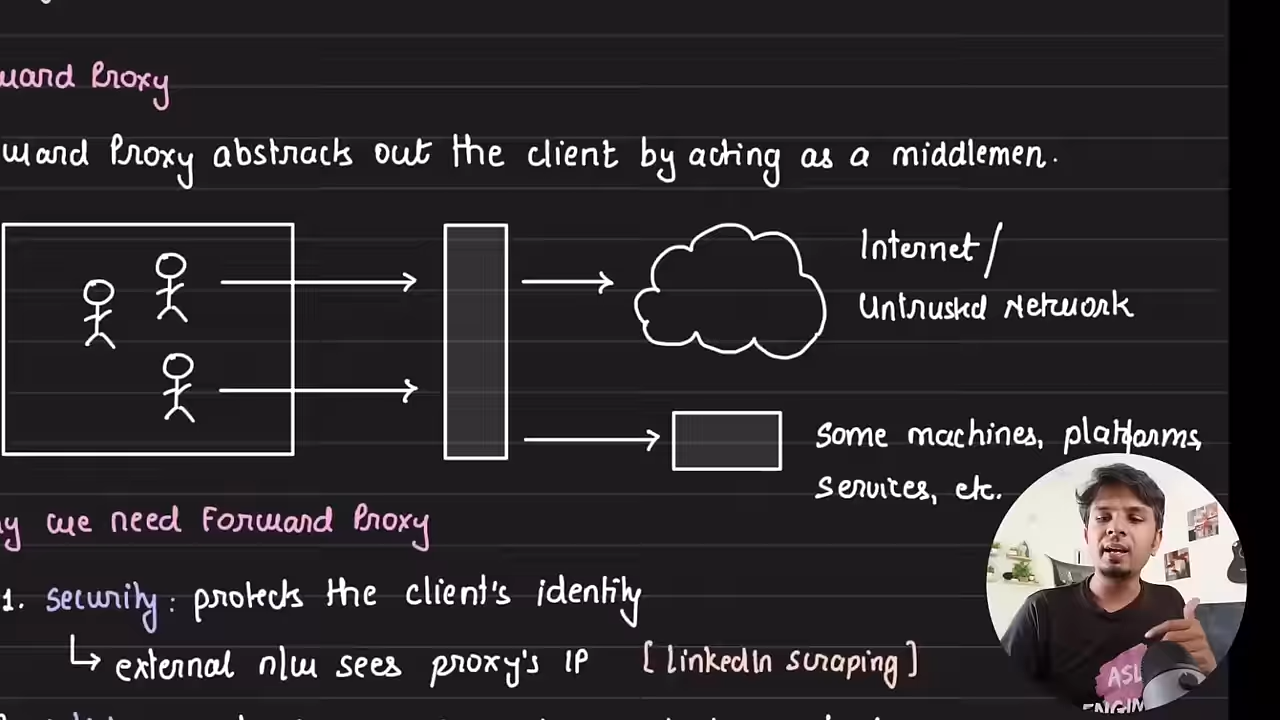 ward Proxy
ward Proxy abstracts out the client by acting as a middlemen.
Internet/
Untrusted Network
Some machines, platforms,
services, etc.
we need Forward Proxy
1. Security: protects the client's identity
↳ external n/w sees proxy's IP [linkedIn scraping]